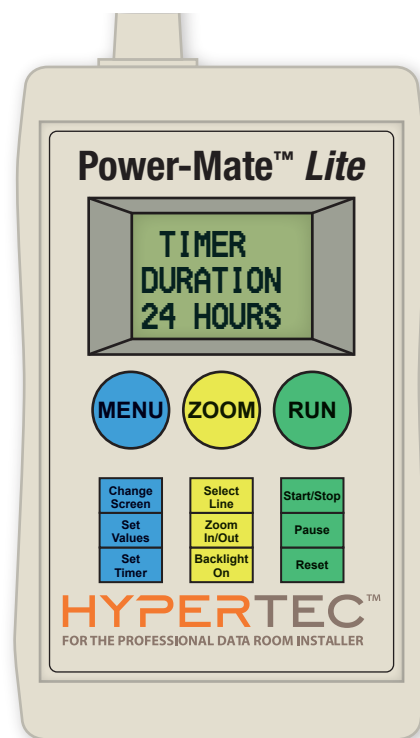 Power-Mate™ Lite
TIMER
DURATION
24 HOURS
MENU ZOOM RUN
Change Screen
Set Values
Set Timer
Select Line
Zoom In/Out
Backlight On
Start/Stop
Pause
Reset
HYPERTEC™
FOR THE PROFESSIONAL DATA ROOM INSTALLER